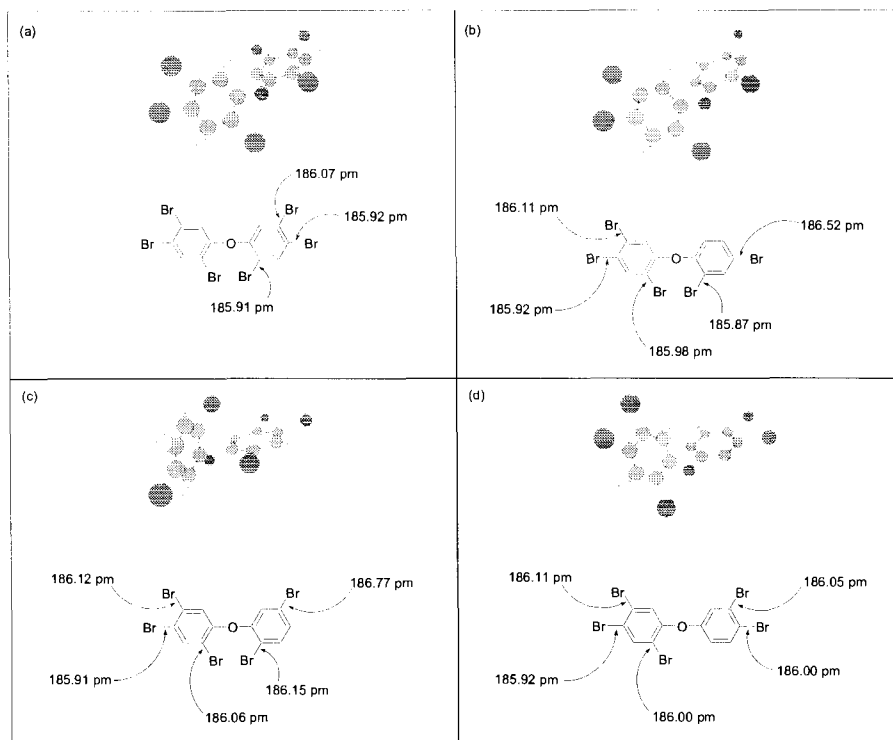 (a)
186.07 pm
Br
185.92 pm
Br
Br
O
Br
Br
Br
185.91 pm
(b)
186.11 pm
Br
186.52 pm
Br
O
Br
Br
Br
185.92 pm
185.87 pm
185.98 pm
(c)
186.12 pm
186.77 pm
Br
Br
Br
O
Br
Br
185.91 pm
186.15 pm
186.06 pm
(d)
186.11 pm
186.05 pm
Br
Br
Br
O
Br
Br
185.92 pm
186.00 pm
186.00 pm